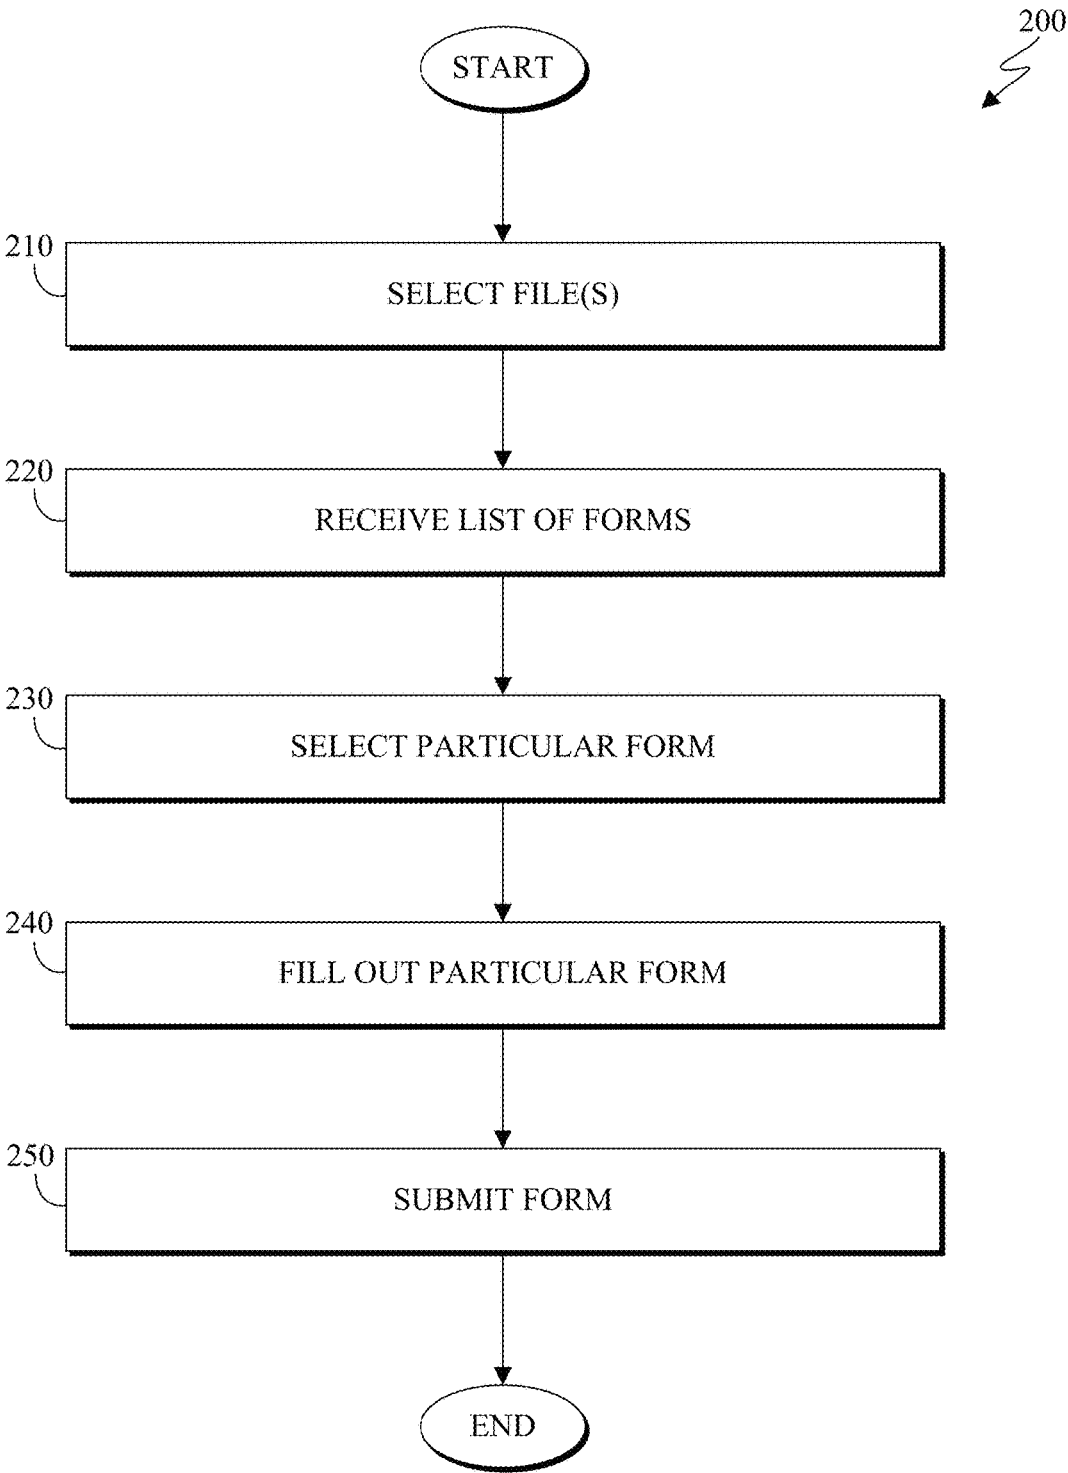 200
START
210
SELECT FILE(S)
220
RECEIVE LIST OF FORMS
230
SELECT PARTICULAR FORM
240
FILL OUT PARTICULAR FORM
250
SUBMIT FORM
END